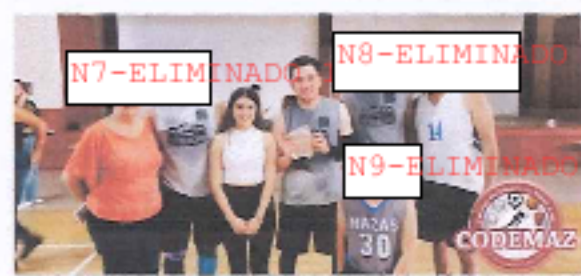 N7-ELIMINADO
N8-ELIMINADO
14
N9-ELIMINADO
MAZAS
30
CODEMAZ